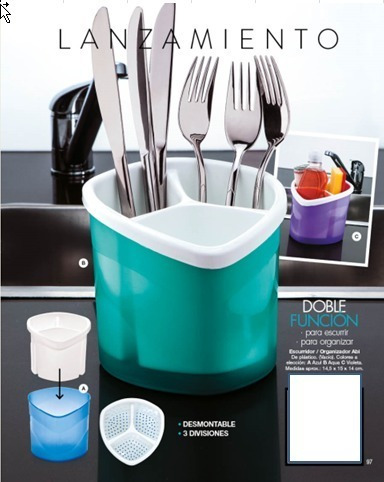 LANZAMIENTO
C
B
DOBLE
FUNCIÓN
- para escurrir
- para organizar
Escurridor / Organizador Abi
De plástico. (Vacío). Colores a
elección: A Azul B Aqua C Violeta.
Medidas aprox.: 14,5 x 15 x 14 cm.
A
• DESMONTABLE
• 3 DIVISIONES
97